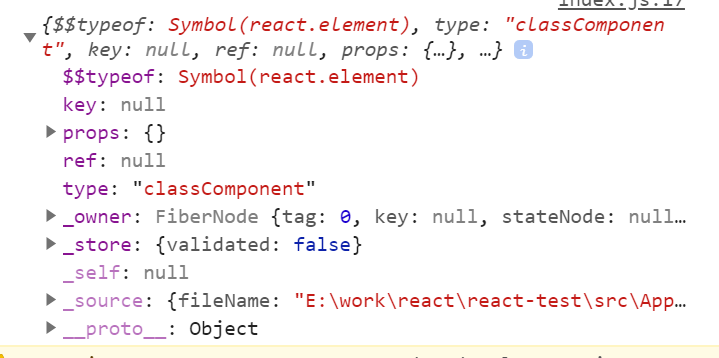 index.js:17
{$$typeof: Symbol(react.element), type: "classComponen
t", key: null, ref: null, props: {…}, …} i
$$typeof: Symbol(react.element)
key: null
props: {}
ref: null
type: "classComponent"
_owner: FiberNode {tag: 0, key: null, stateNode: null…
_store: {validated: false}
_self: null
_source: {fileName: "E:\work\react\react-test\src\App…
__proto__: Object